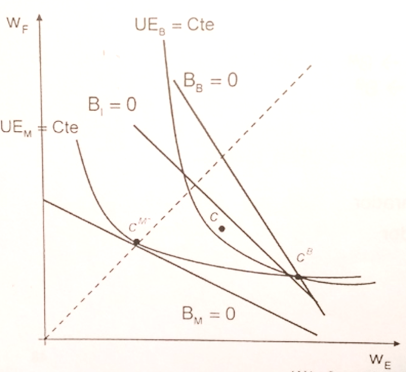 W_F
UE_B = Cte
B_B = 0
B_I = 0
UE_M = Cte
C^M*
C
C^B
B_M = 0
W_E